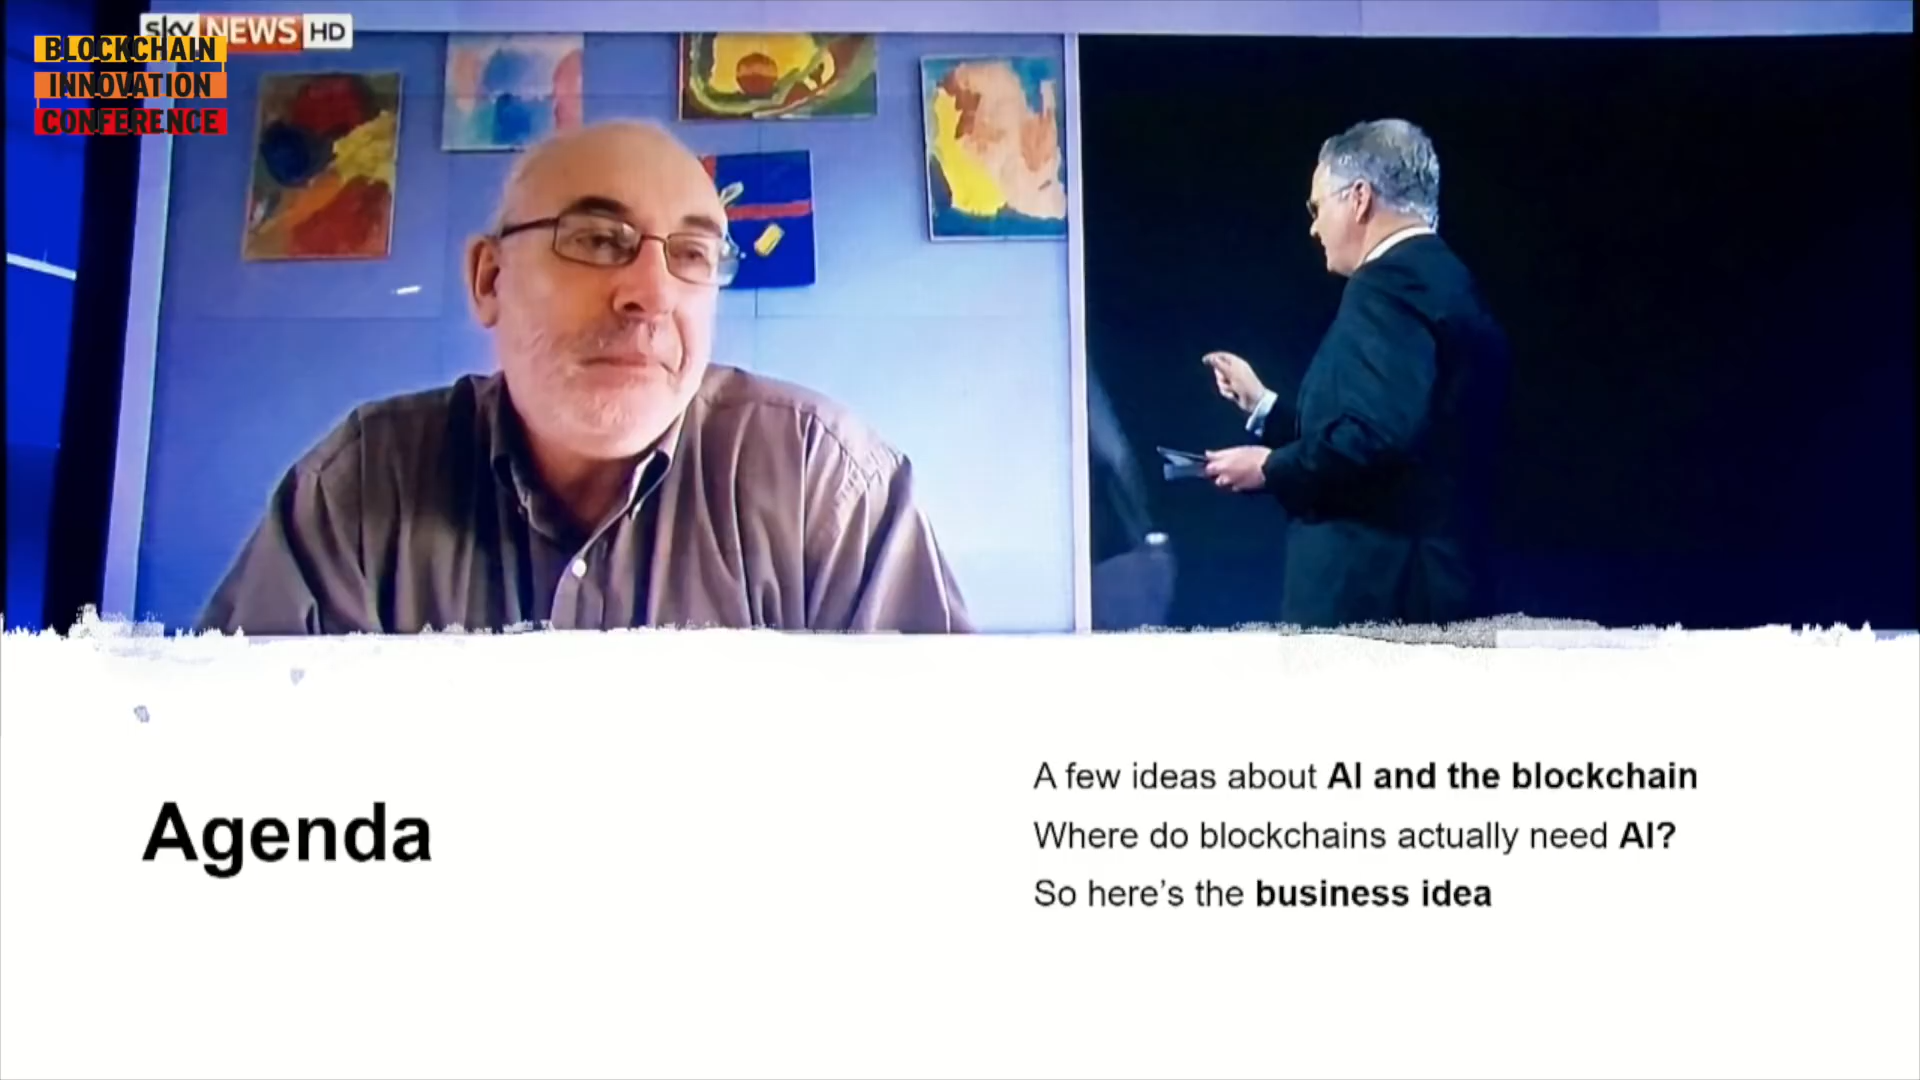 sky NEWS HD
BLOCKCHAIN
INNOVATION
CONFERENCE
Agenda
A few ideas about AI and the blockchain
Where do blockchains actually need AI?
So here’s the business idea